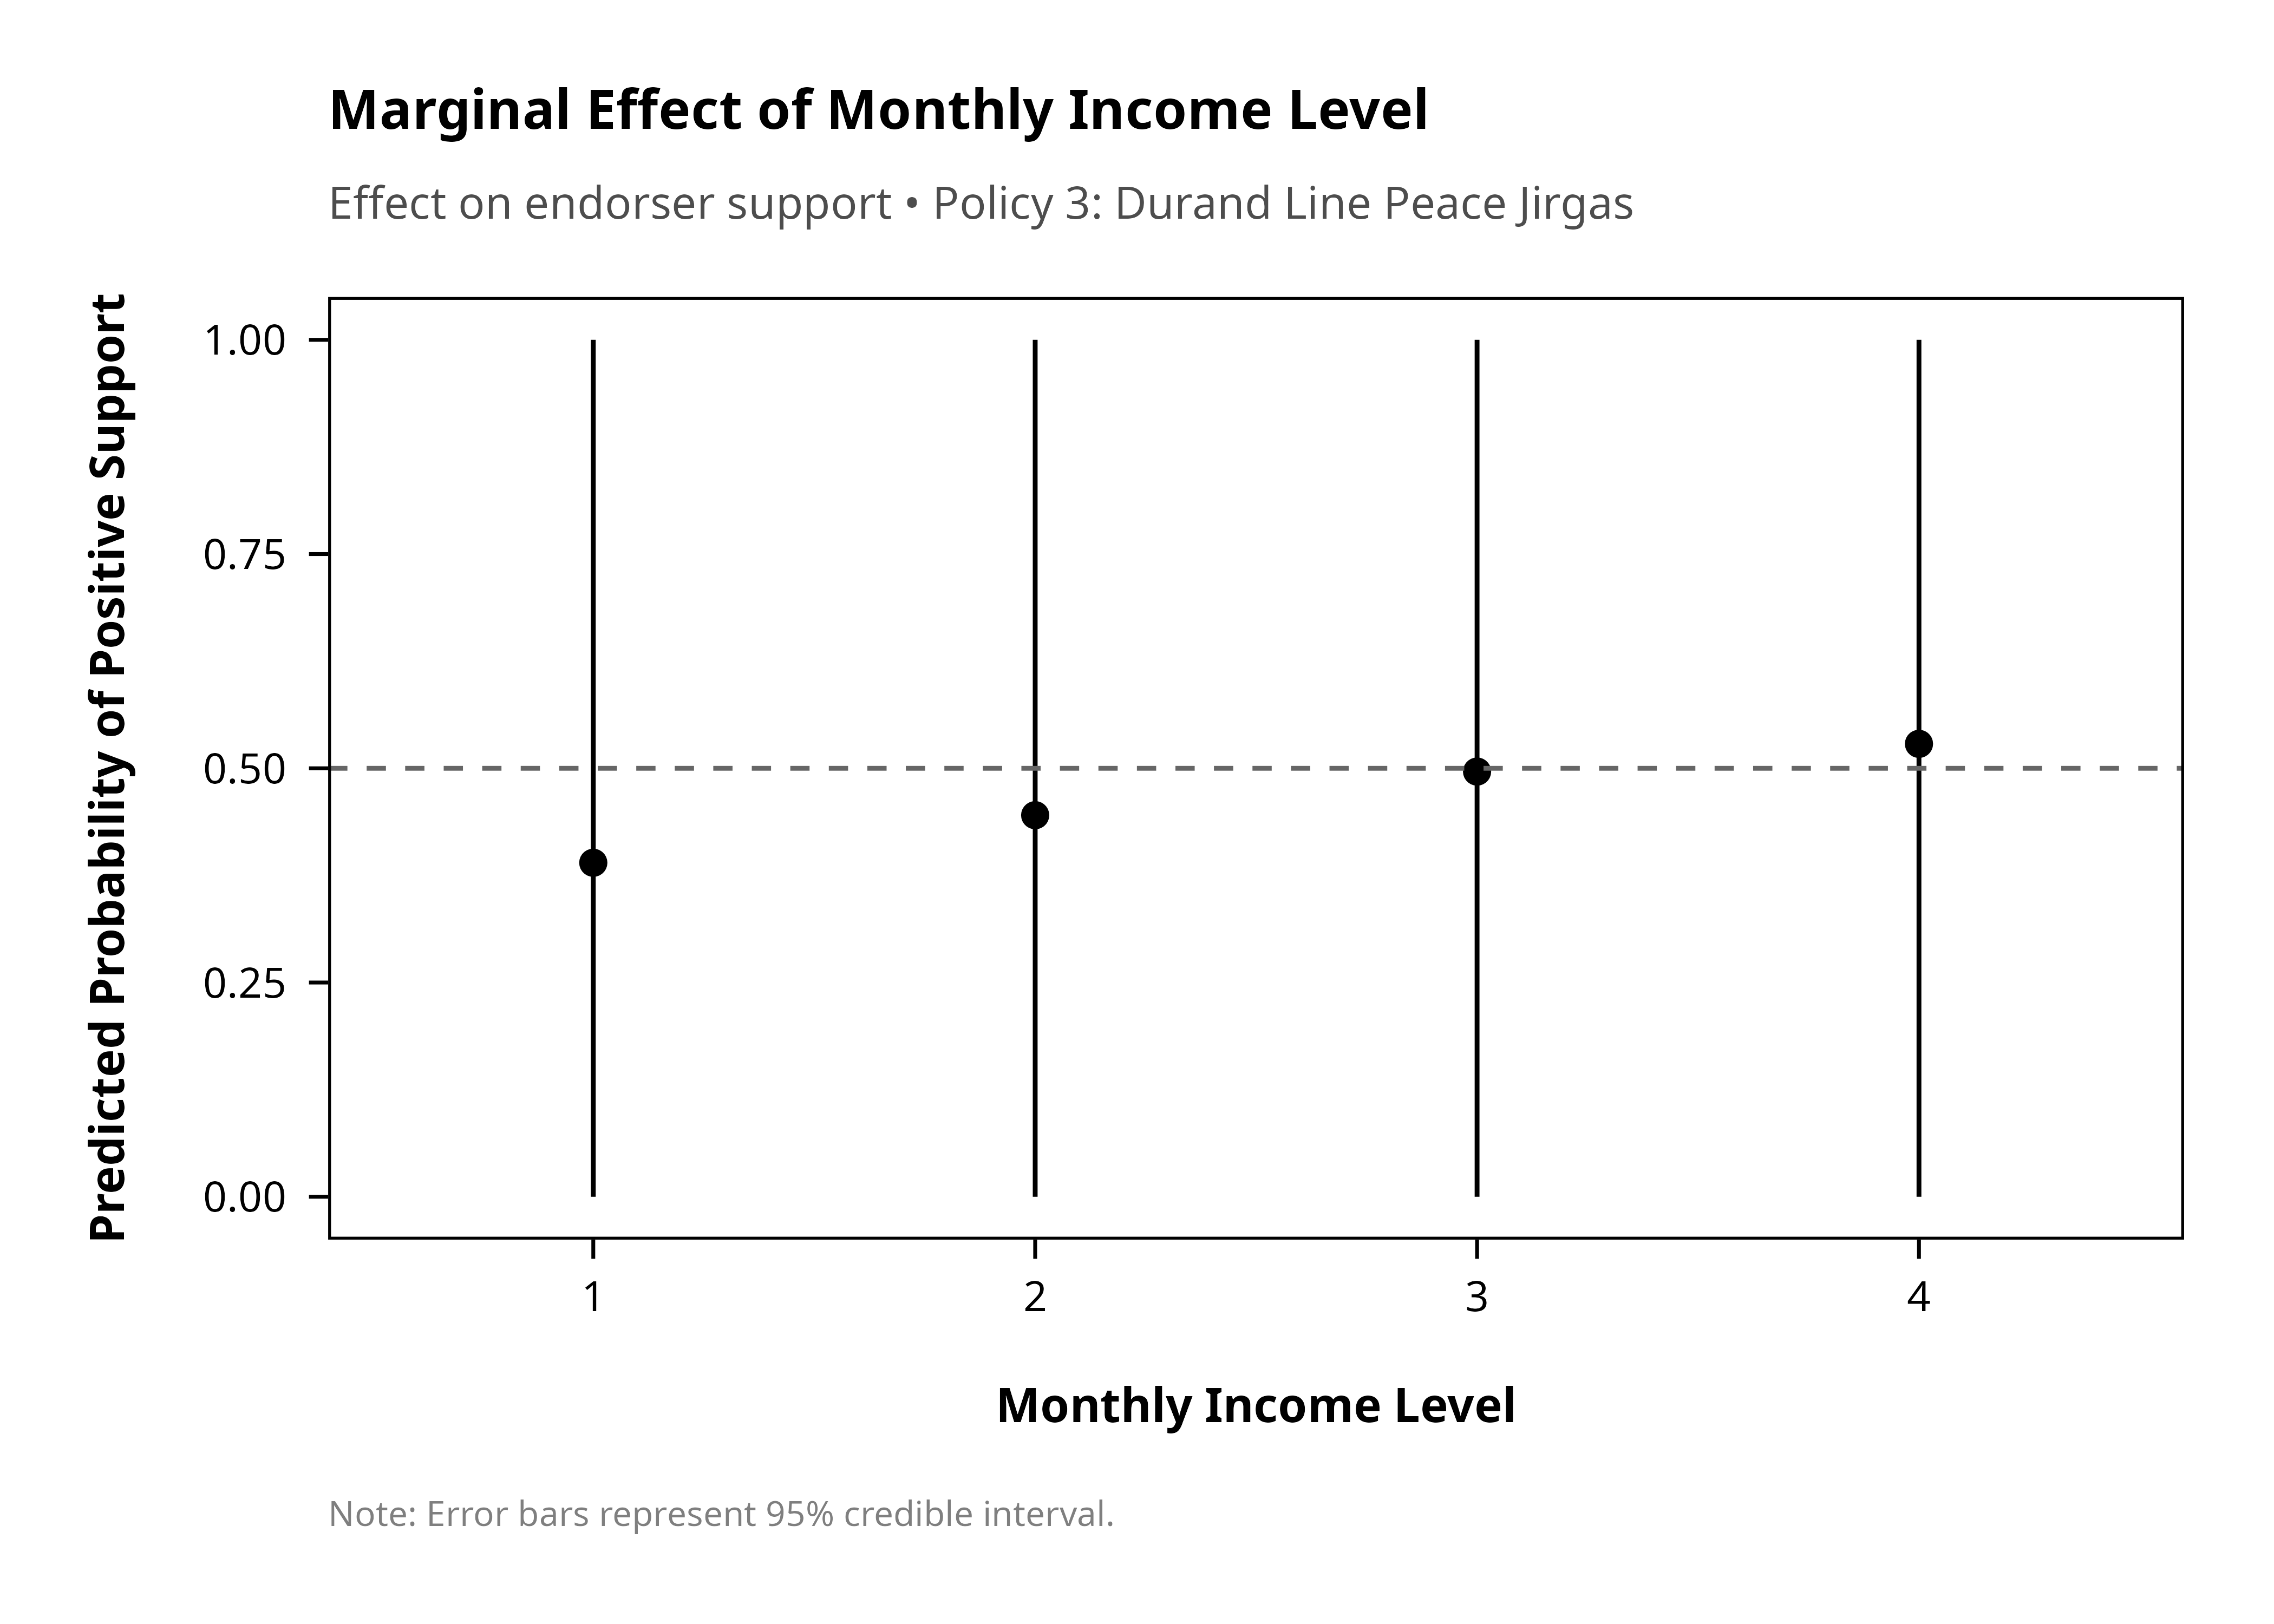 Marginal Effect of Monthly Income Level
Effect on endorser support • Policy 3: Durand Line Peace Jirgas
Predicted Probability of Positive Support
1.00
0.75
0.50
0.25
0.00
1 2 3 4
Monthly Income Level
Note: Error bars represent 95% credible interval.